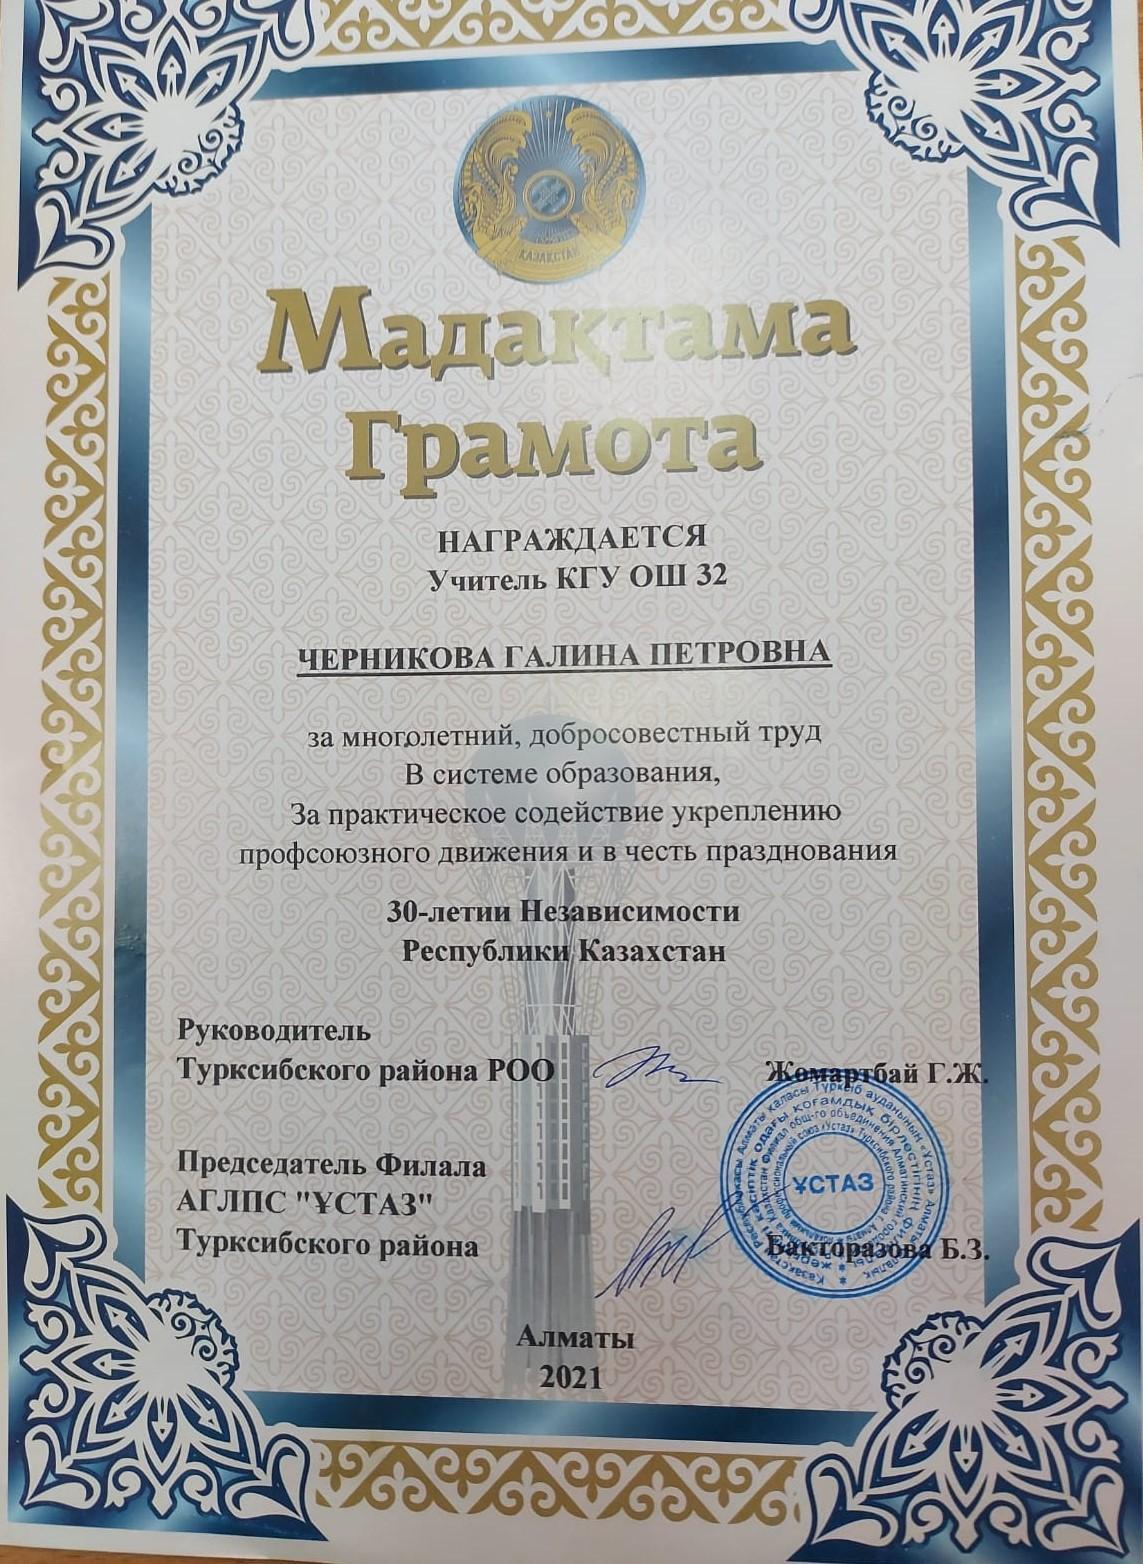 ҚАЗАҚСТАН
Мадақтама
Грамота
НАГРАЖДАЕТСЯ
Учитель КГУ ОШ 32
ЧЕРНИКОВА ГАЛИНА ПЕТРОВНА
за многолетний, добросовестный труд
В системе образования,
За практическое содействие укреплению
профсоюзного движения и в честь празднования
30-летии Независимости
Республики Казахстан
Руководитель
Турксибского района РОО
Жомартбай Г.Ж.
Председатель Филала
АГЛПС "ҰСТАЗ"
Турксибского района
Бакторазова Б.З.
ҰСТАЗ
Алматы
2021